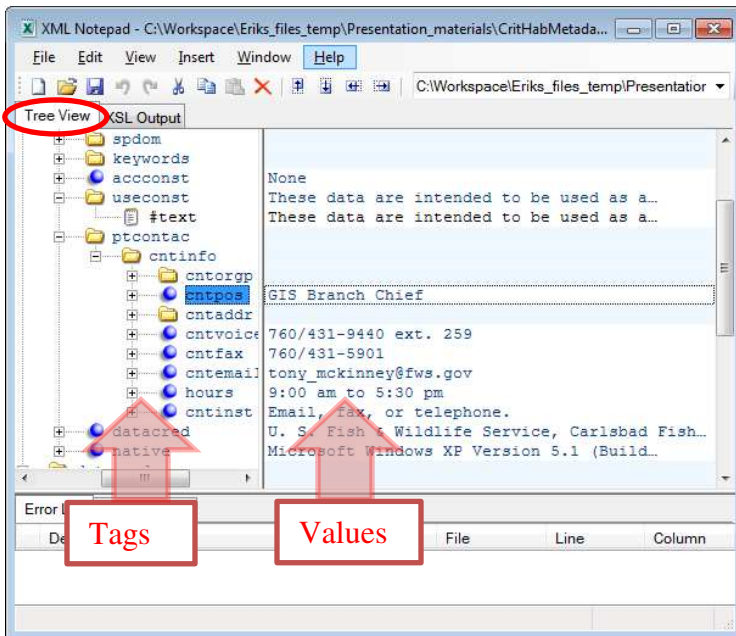 XML Notepad - C:\Workspace\Eriks_files_temp\Presentation_materials\CritHabMetada...
File Edit View Insert Window Help
C:\Workspace\Eriks_files_temp\Presentatior
Tree View XSL Output
spdom
keywords
accconst None
useconst These data are intended to be used as a…
#text These data are intended to be used as a…
ptcontac
cntinfo
cntorgp
cntpos GIS Branch Chief
cntaddr
cntvoice 760/431-9440 ext. 259
cntfax 760/431-5901
cntemail tony_mckinney@fws.gov
hours 9:00 am to 5:30 pm
cntinst Email, fax, or telephone.
datacred U. S. Fish & Wildlife Service, Carlsbad Fish…
native Microsoft Windows XP Version 5.1 (Build…
Error L
De File Line Column
Tags Values